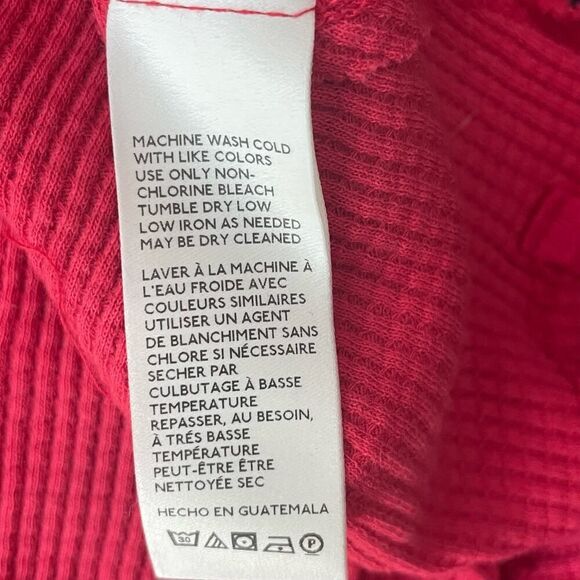 MACHINE WASH COLD
WITH LIKE COLORS
USE ONLY NON-
CHLORINE BLEACH
TUMBLE DRY LOW
LOW IRON AS NEEDED
MAY BE DRY CLEANED
LAVER À LA MACHINE À
L'EAU FROIDE AVEC
COULEURS SIMILAIRES
UTILISER UN AGENT
DE BLANCHIMENT SANS
CHLORE SI NÉCESSAIRE
SECHER PAR
CULBUTAGE À BASSE
TEMPERATURE
REPASSER, AU BESOIN,
À TRÉS BASSE
TEMPÉRATURE
PEUT-ÊTRE ÊTRE
NETTOYÉE SEC
HECHO EN GUATEMALA
30 P